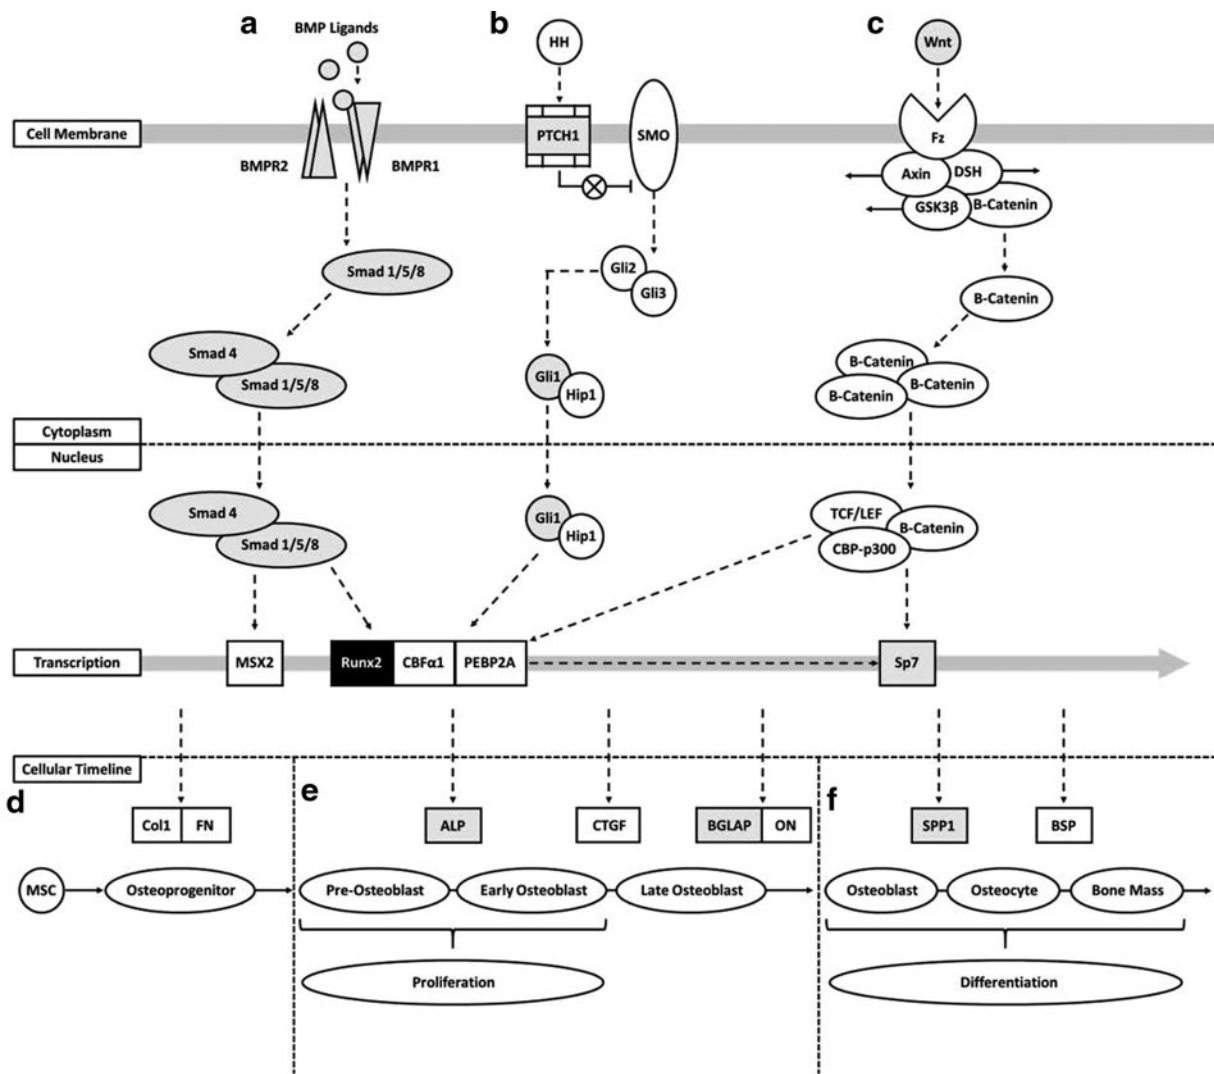 a
BMP Ligands
b
HH
c
Wnt
Cell Membrane
BMPR2
BMPR1
PTCH1
SMO
Fz
Axin
DSH
GSK3β
B-Catenin
Smad 1/5/8
Gli2
Gli3
B-Catenin
Smad 4
Smad 1/5/8
Gli1
Hip1
B-Catenin
B-Catenin
B-Catenin
Cytoplasm
Nucleus
Smad 4
Smad 1/5/8
Gli1
Hip1
TCF/LEF
B-Catenin
CBP-p300
Transcription
MSX2
Runx2
CBFα1
PEBP2A
Sp7
Cellular Timeline
d
Col1
FN
e
ALP
CTGF
BGLAP
ON
f
SPP1
BSP
MSC
Osteoprogenitor
Pre-Osteoblast
Early Osteoblast
Late Osteoblast
Osteoblast
Osteocyte
Bone Mass
Proliferation
Differentiation